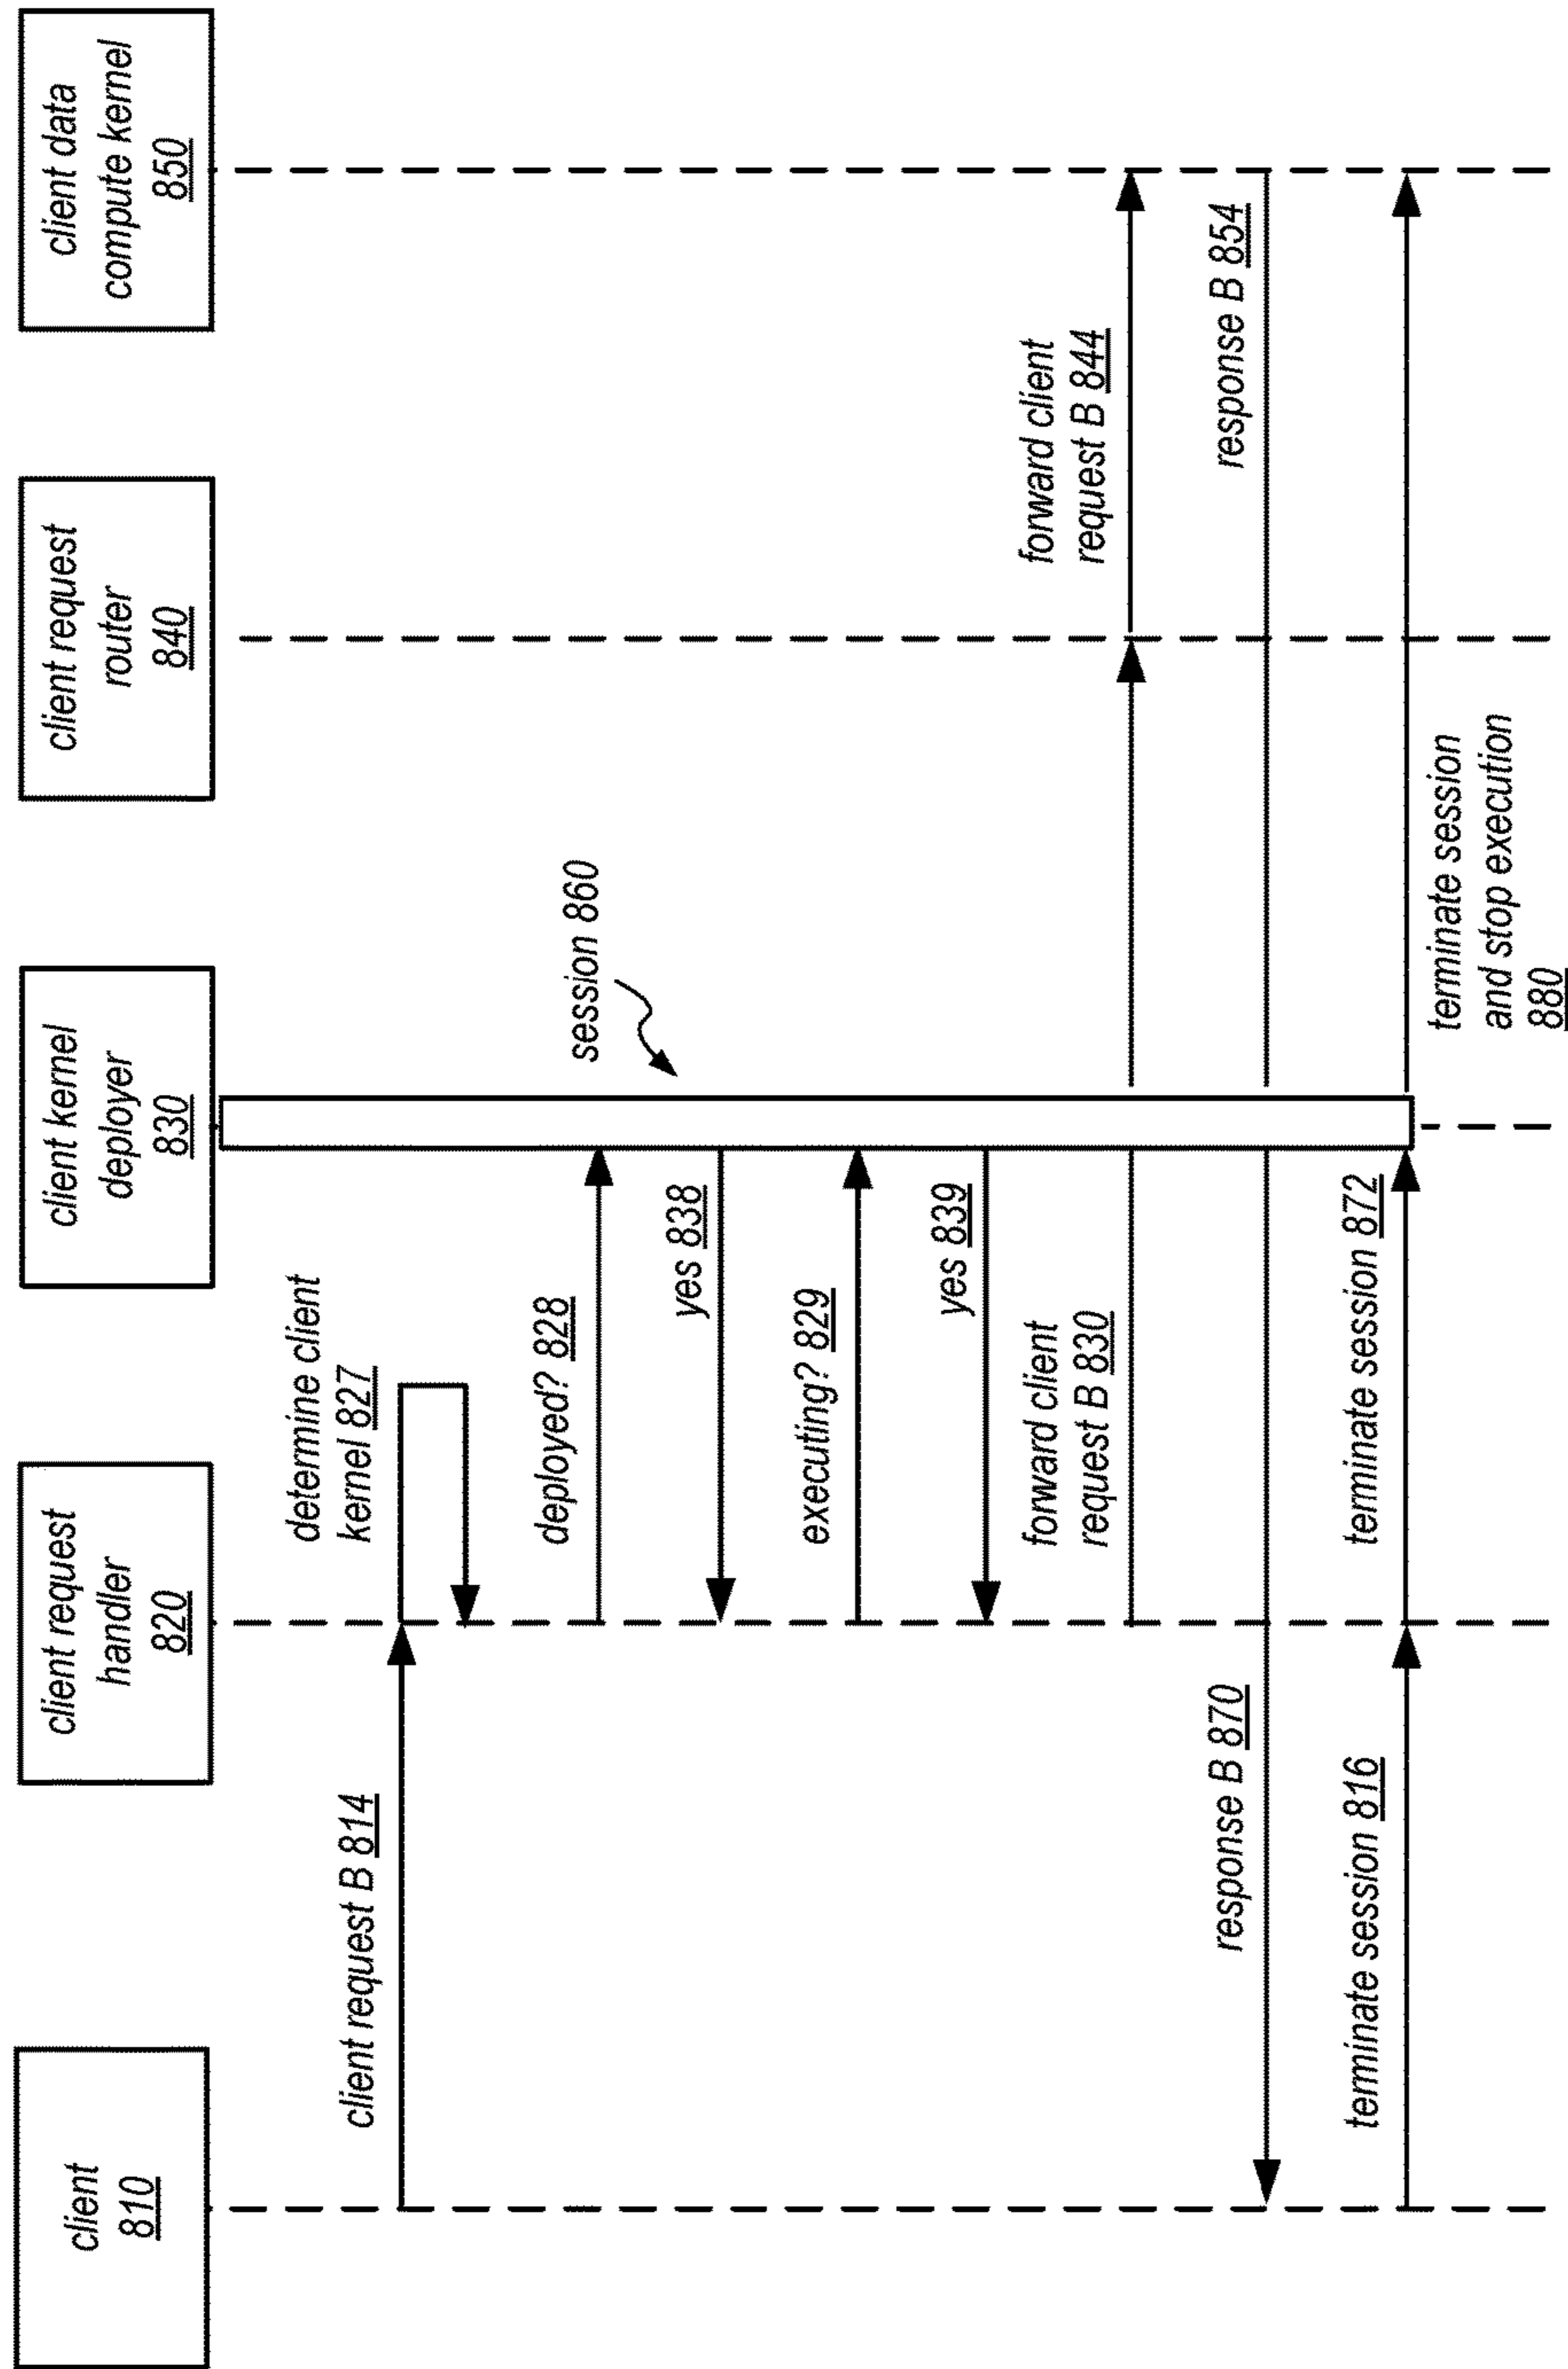 client
810
client request
handler
820
client kernel
deployer
830
client request
router
840
client data
compute kernel
850
client request B 814
determine client
kernel 827
deployed? 828
session 860
yes 838
executing? 829
yes 839
forward client
request B 830
forward client
request B 844
response B 870
response B 854
terminate session 816
terminate session 872
terminate session
and stop execution
880